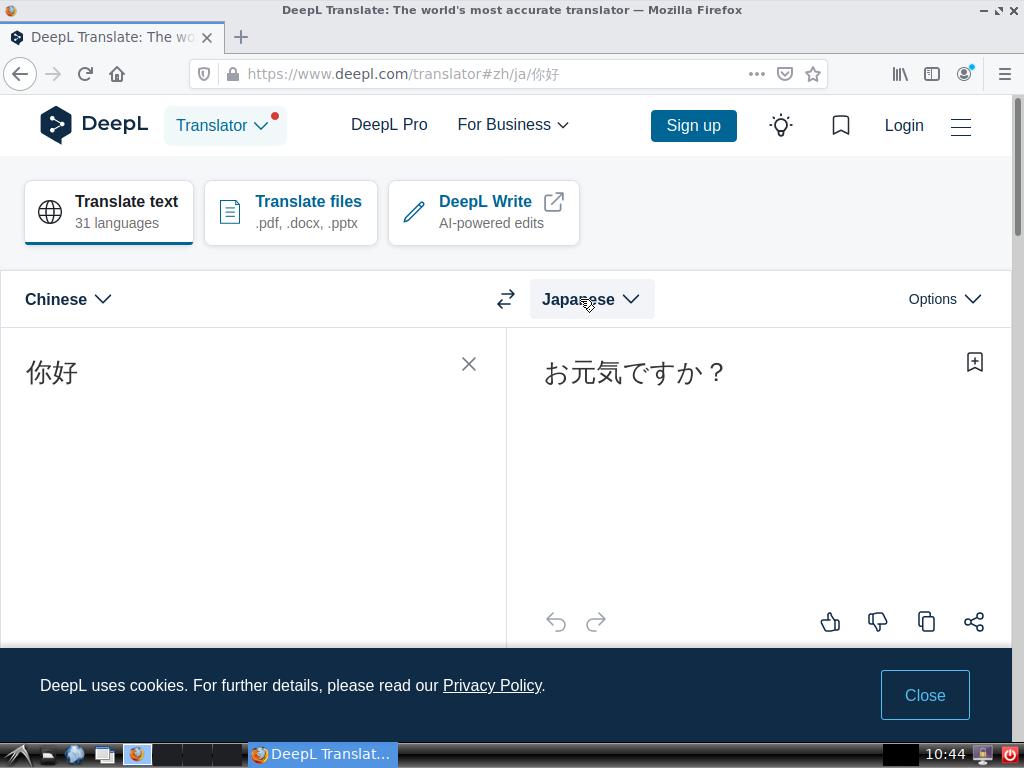 DeepL Translate: The world's most accurate translator — Mozilla Firefox
DeepL Translate: The wo
https://www.deepl.com/translator#zh/ja/你好
DeepL
Translator
DeepL Pro
For Business
Sign up
Login
Translate text
31 languages
Translate files
.pdf, .docx, .pptx
DeepL Write
AI-powered edits
Chinese
Japanese
Options
你好
お元気ですか？
DeepL uses cookies. For further details, please read our Privacy Policy.
Close
DeepL Translat...
10:44